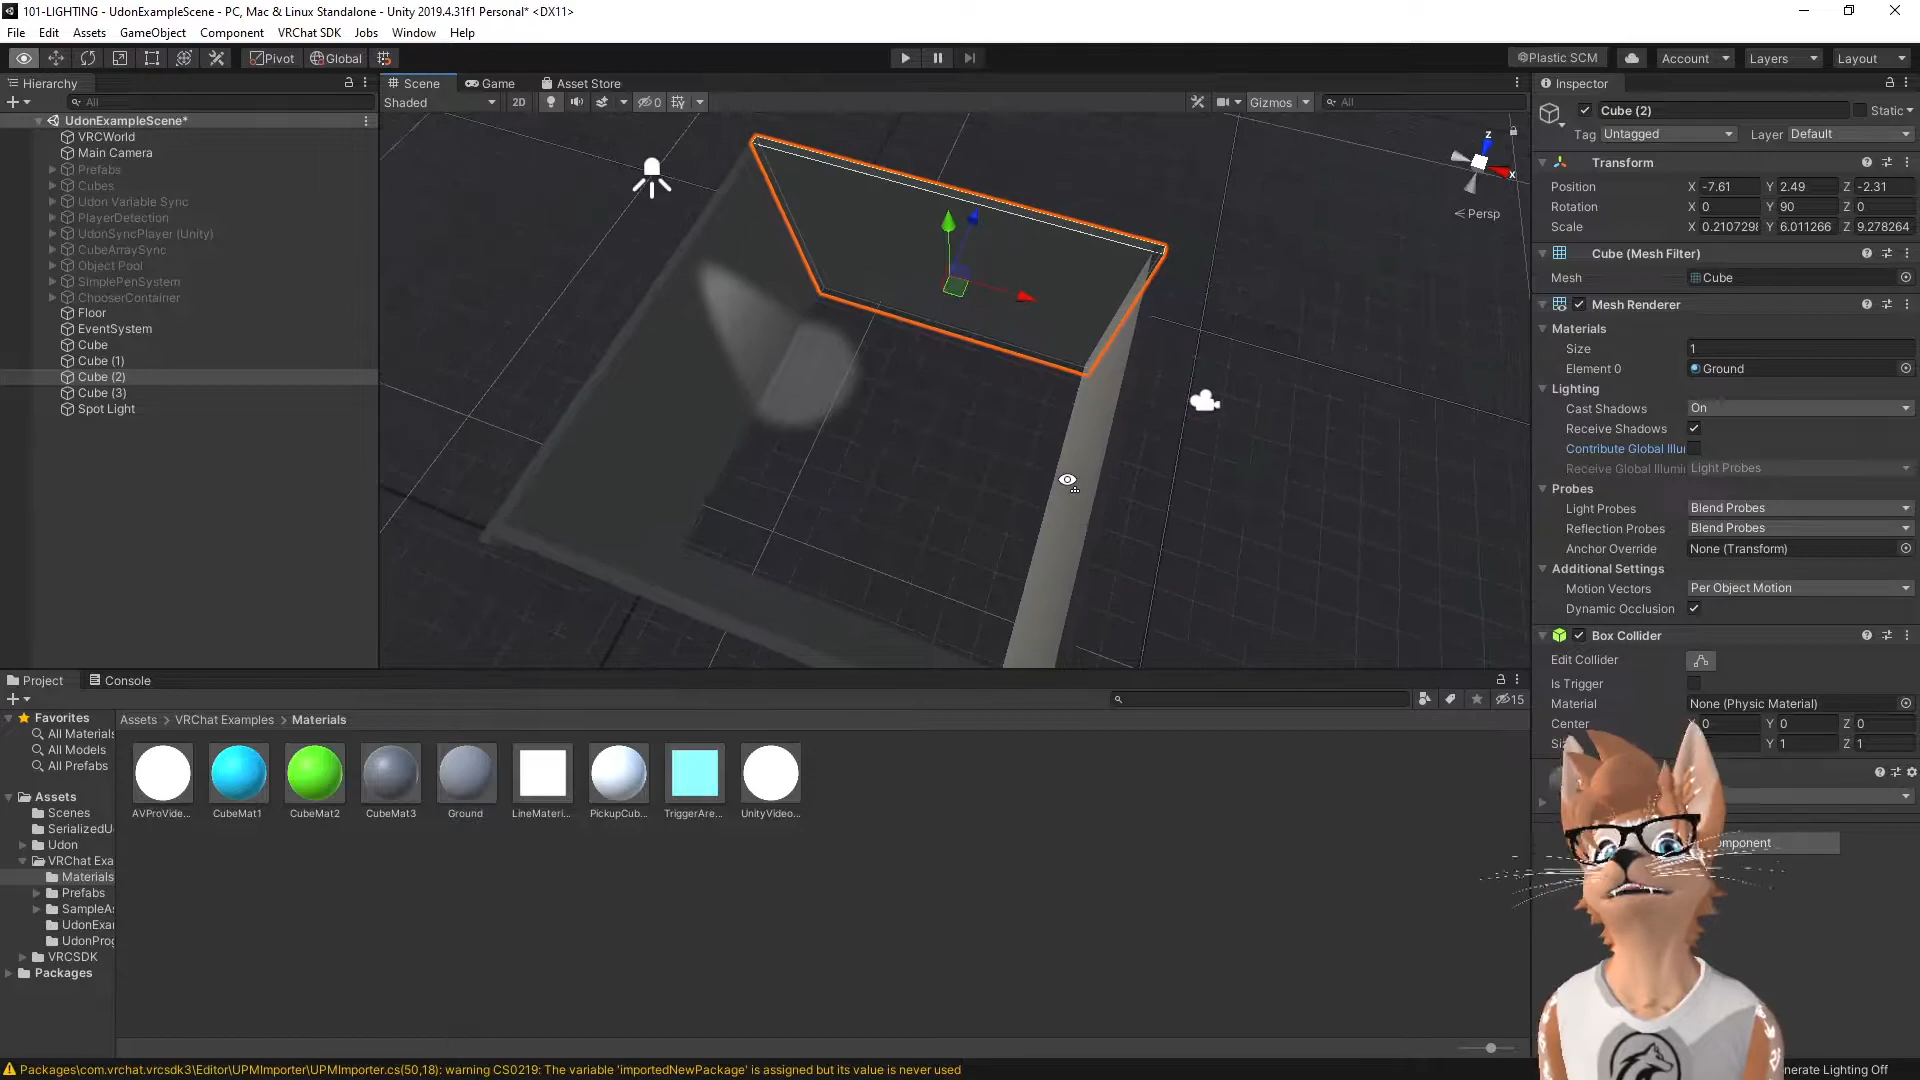 101-LIGHTING - UdonExampleScene - PC, Mac & Linux Standalone - Unity 2019.4.31f1 Personal* <DX11>
File Edit Assets GameObject Component VRChat SDK Jobs Window Help
Pivot Global Plastic SCM Account Layers Layout
Hierarchy
All
UdonExampleScene*
VRCWorld
Main Camera
Prefabs
Cubes
Udon Variable Sync
PlayerDetection
UdonSyncPlayer (Unity)
CubeArraySync
Object Pool
SimplePenSystem
ChooserContainer
Floor
EventSystem
Cube
Cube (1)
Cube (2)
Cube (3)
Spot Light
Scene Game Asset Store
Shaded 2D 0 Gizmos All
z
x
Persp
Inspector
Cube (2) Static
Tag Untagged Layer Default
Transform
Position X -7.61 Y 2.49 Z -2.31
Rotation X 0 Y 90 Z 0
Scale X 0.2107298 Y 6.011266 Z 9.278264
Cube (Mesh Filter)
Mesh Cube
Mesh Renderer
Materials
Size 1
Element 0 Ground
Lighting
Cast Shadows On
Receive Shadows
Contribute Global Illu
Receive Global Illumi Light Probes
Probes
Light Probes Blend Probes
Reflection Probes Blend Probes
Anchor Override None (Transform)
Additional Settings
Motion Vectors Per Object Motion
Dynamic Occlusion
Box Collider
Edit Collider
Is Trigger
Material None (Physic Material)
Center X 0 Y 0 Z 0
Si Y 1 Z 1
omponent
Project Console
15
Favorites
All Materials
All Models
All Prefabs
Assets
Scenes
SerializedU
Udon
VRChat Exa
Materials
Prefabs
SampleAs
UdonExar
UdonProg
VRCSDK
Packages
Assets > VRChat Examples > Materials
AVProVide... CubeMat1 CubeMat2 CubeMat3 Ground LineMateri... PickupCub... TriggerAre... UnityVideo...
Packages\com.vrchat.vrcsdk3\Editor\UPMImporter\UPMImporter.cs(50,18): warning CS0219: The variable 'importedNewPackage' is assigned but its value is never used
nerate Lighting Off